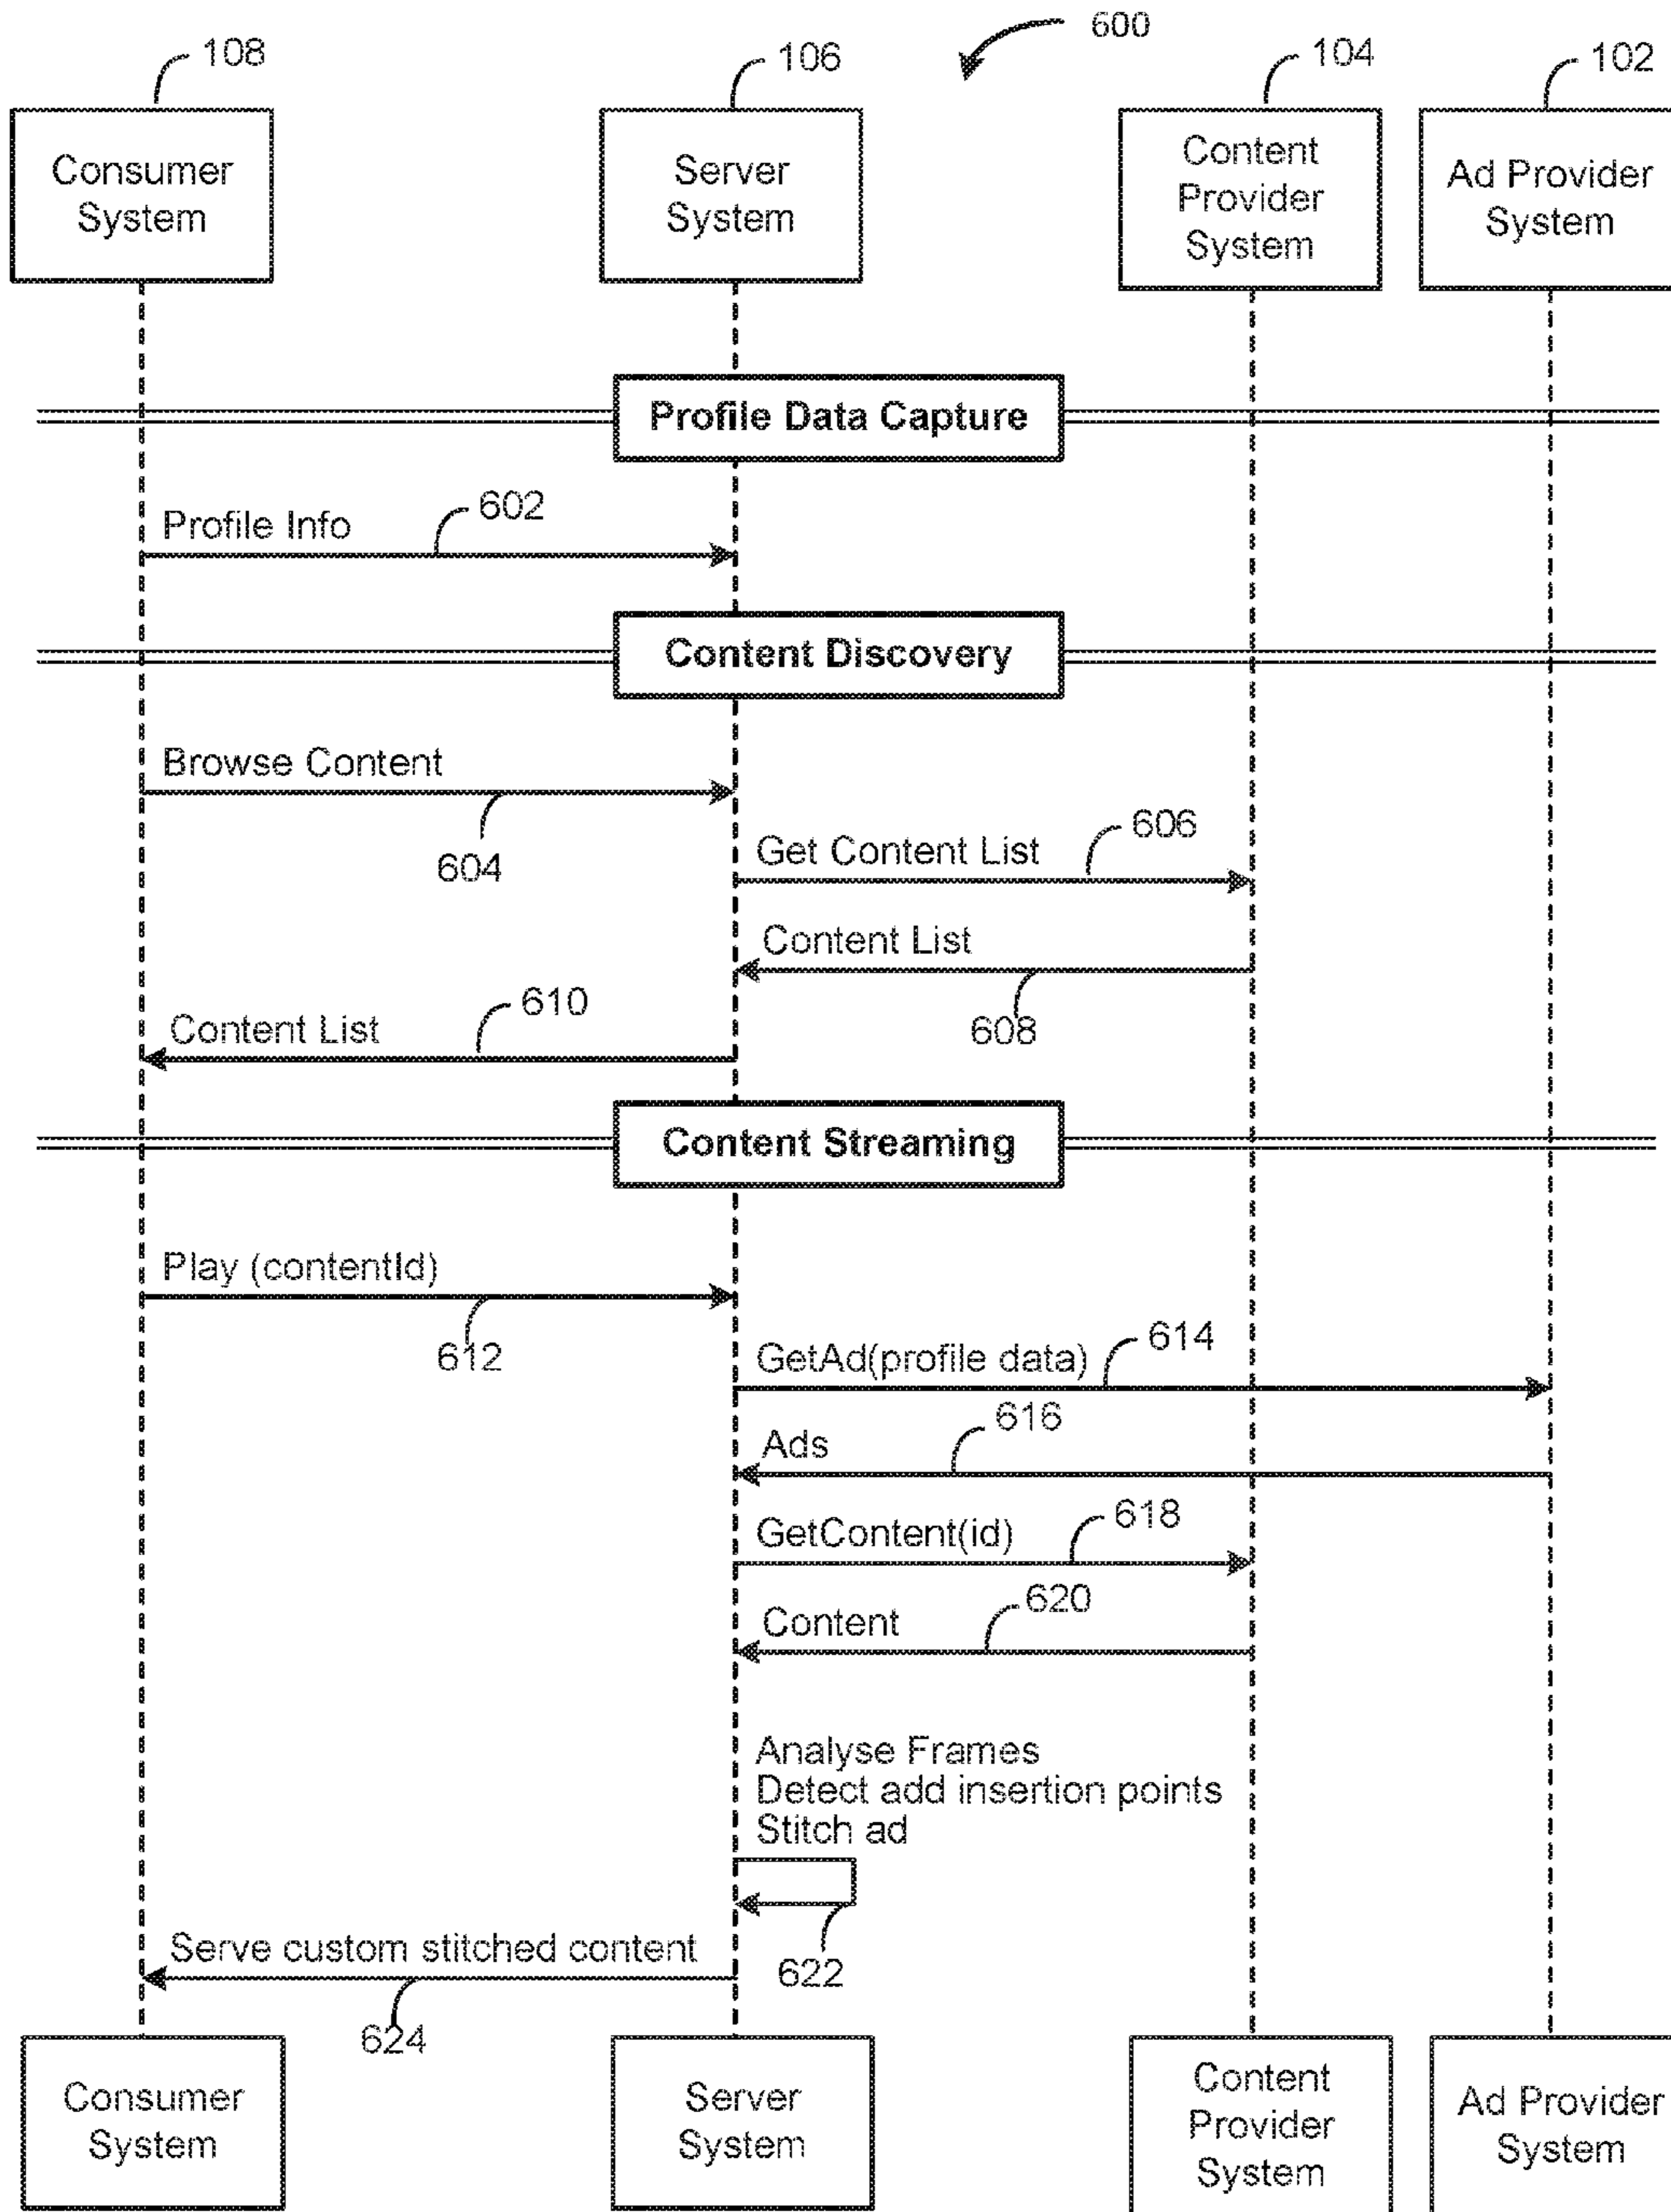 600
108
106
104
102
Consumer
System
Server
System
Content
Provider
System
Ad Provider
System
Profile Data Capture
Profile Info
602
Content Discovery
Browse Content
604
Get Content List
606
Content List
608
Content List
610
Content Streaming
Play (contentId)
612
GetAd(profile data)
614
Ads
616
GetContent(id)
618
Content
620
Analyse Frames
Detect add insertion points
Stitch ad
622
Serve custom stitched content
624
Consumer
System
Server
System
Content
Provider
System
Ad Provider
System